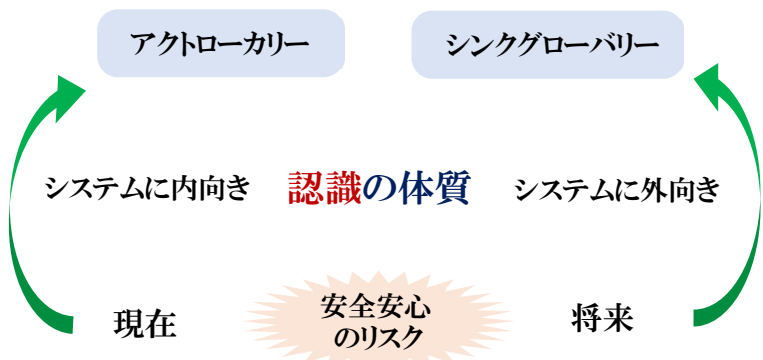 アクトローカリー
シンクグローバリー
システムに内向き
認識の体質
システムに外向き
現在
安全安心
のリスク
将来